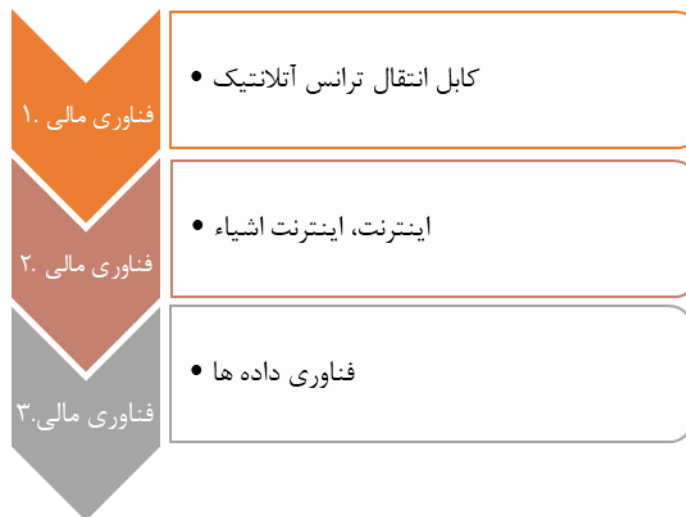 فناوری مالی .۱
• کابل انتقال ترانس آتلانتیک
فناوری مالی .۲
• اینترنت، اینترنت اشیاء
فناوری مالی.۳
• فناوری داده ها